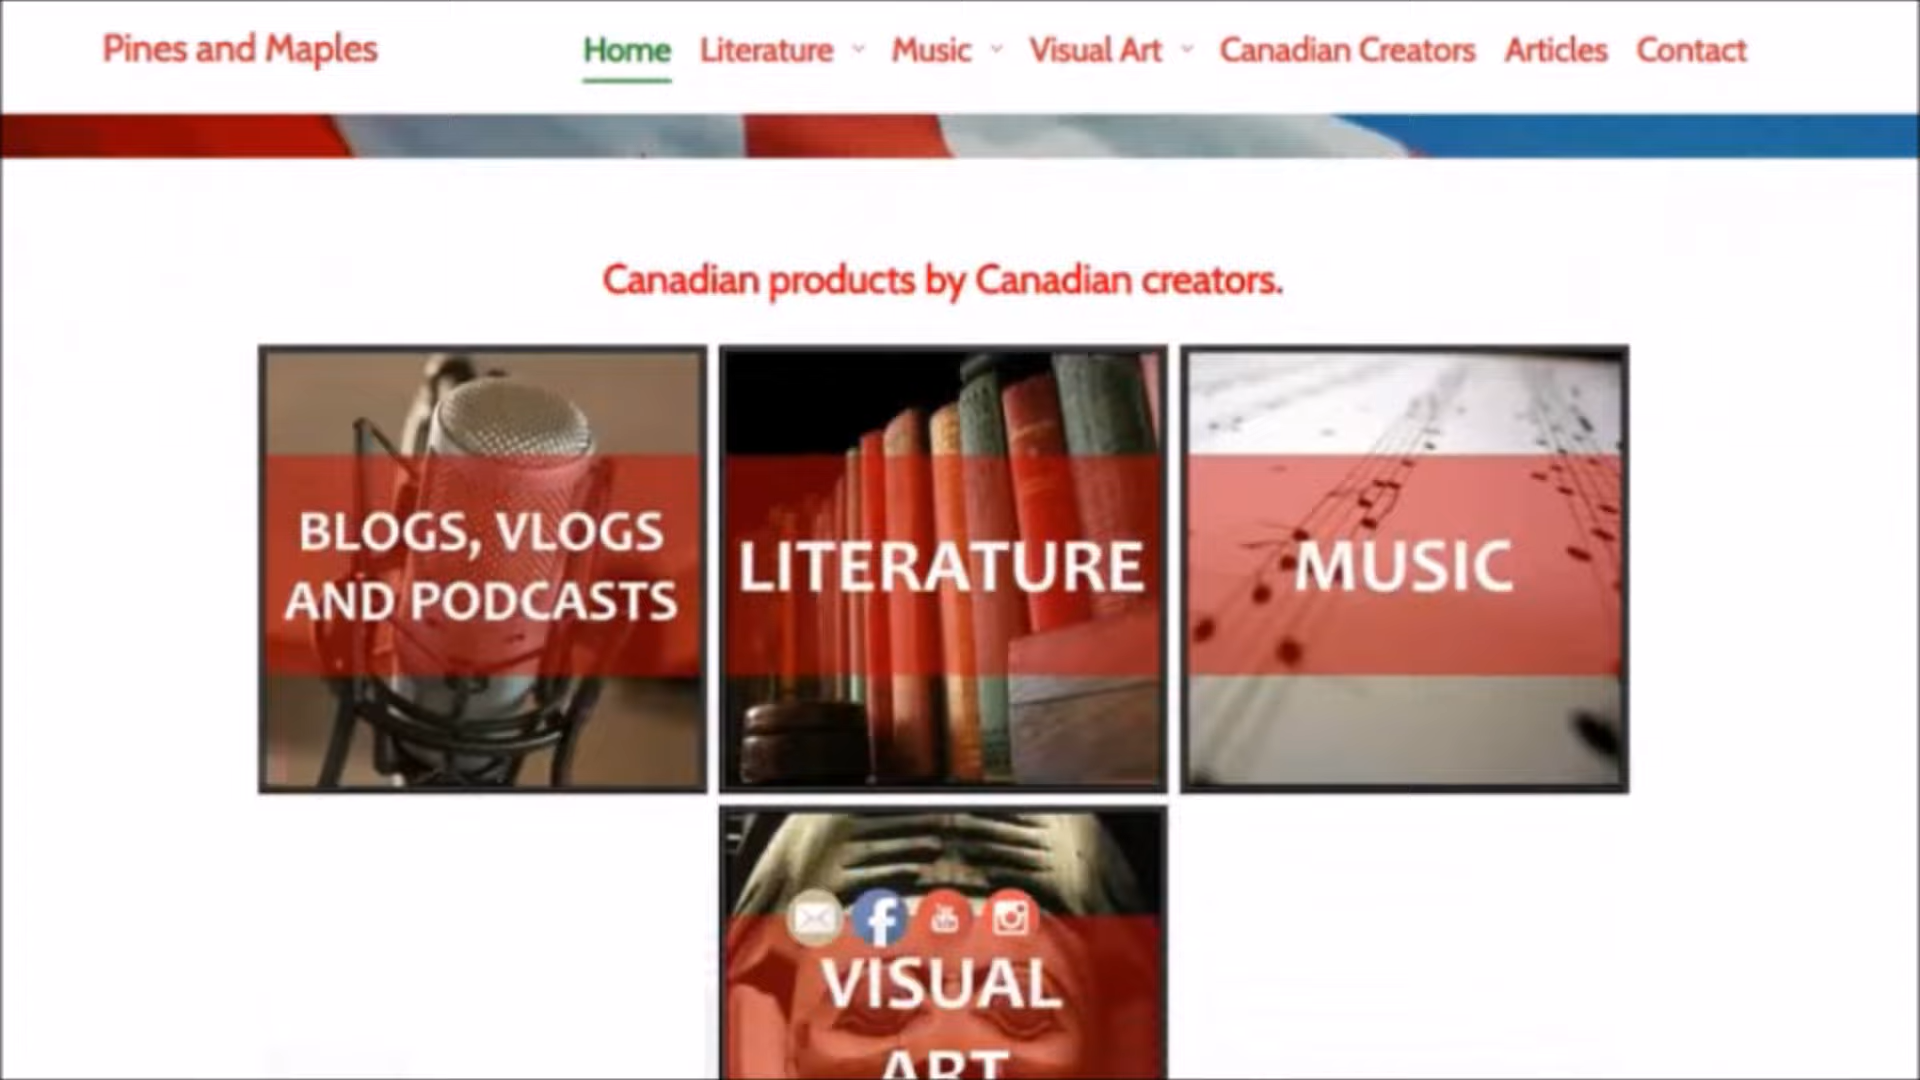 Pines and Maples
Home Literature Music Visual Art Canadian Creators Articles Contact
Canadian products by Canadian creators.
BLOGS, VLOGS
AND PODCASTS
LITERATURE
MUSIC
VISUAL
ART